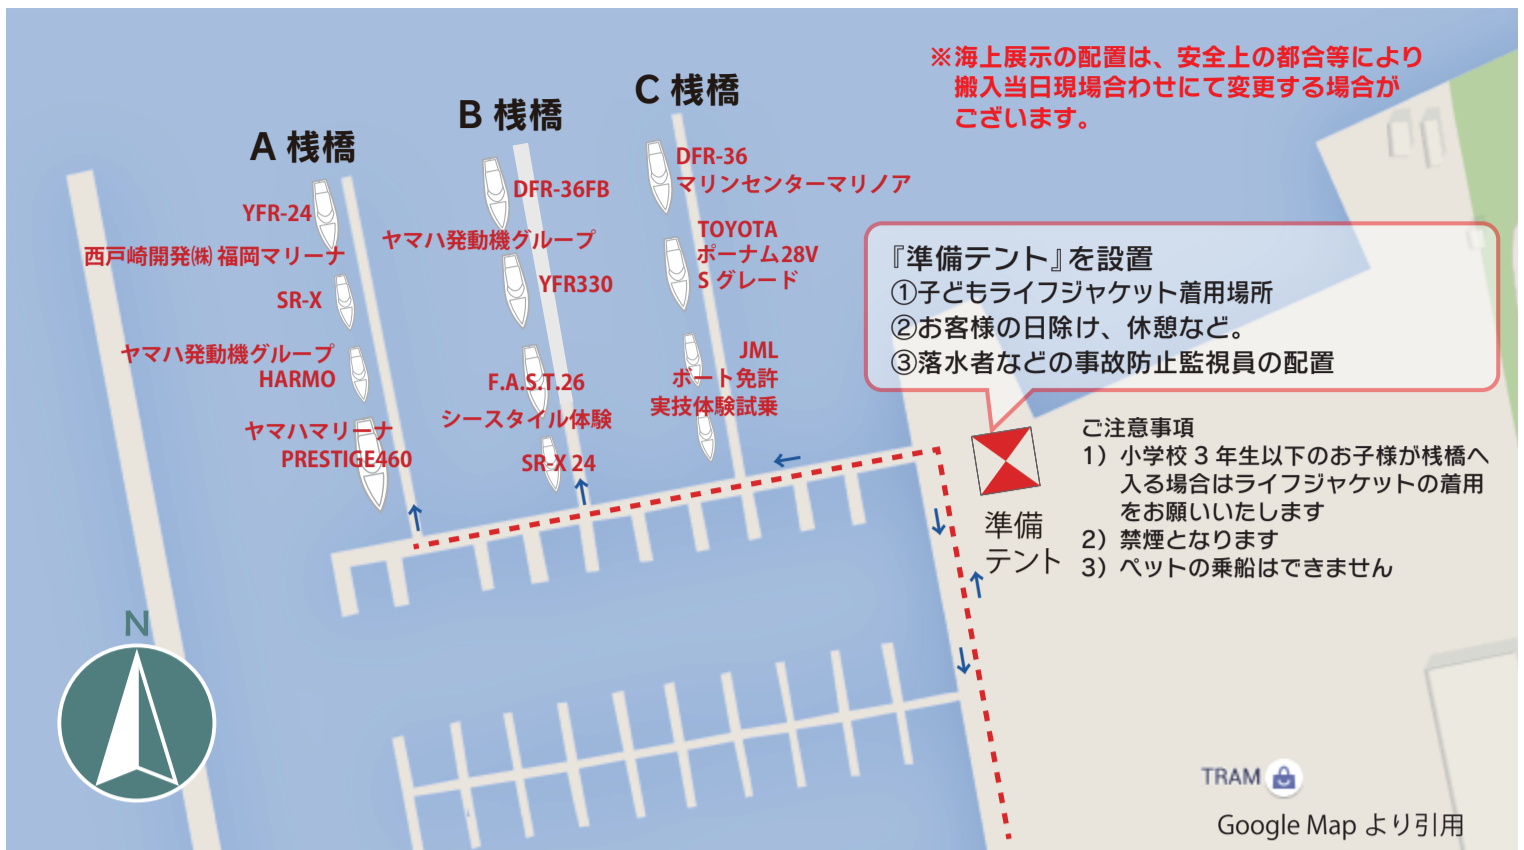 ※海上展示の配置は、安全上の都合等により
搬入当日現場合わせにて変更する場合が
ございます。
A 桟橋
YFR-24
西戸崎開発㈱ 福岡マリーナ
SR-X
ヤマハ発動機グループ
HARMO
ヤマハマリーナ
PRESTIGE460
B 桟橋
DFR-36FB
ヤマハ発動機グループ
YFR330
F.A.S.T.26
シースタイル体験
SR-X 24
C 桟橋
DFR-36
マリンセンターマリノア
TOYOTA
ポーナム28V
S グレード
JML
ボート免許
実技体験試乗
『準備テント』を設置
①子どもライフジャケット着用場所
②お客様の日除け、休憩など。
③落水者などの事故防止監視員の配置
準備
テント
ご注意事項
1）小学校 3 年生以下のお子様が桟橋へ
入る場合はライフジャケットの着用
をお願いいたします
2）禁煙となります
3）ペットの乗船はできません
N
TRAM
Google Map より引用